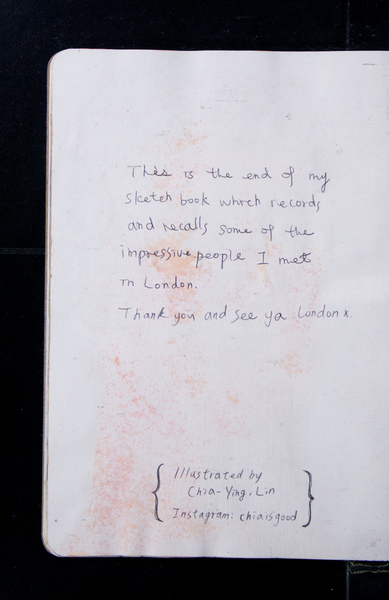 This is the end of my
sketch book which records
and recalls some of the
impressive people I met
in London.
Thank you and see ya London x.
Illustrated by
Chia-Ying. Lin
Instagram: chiaisgood